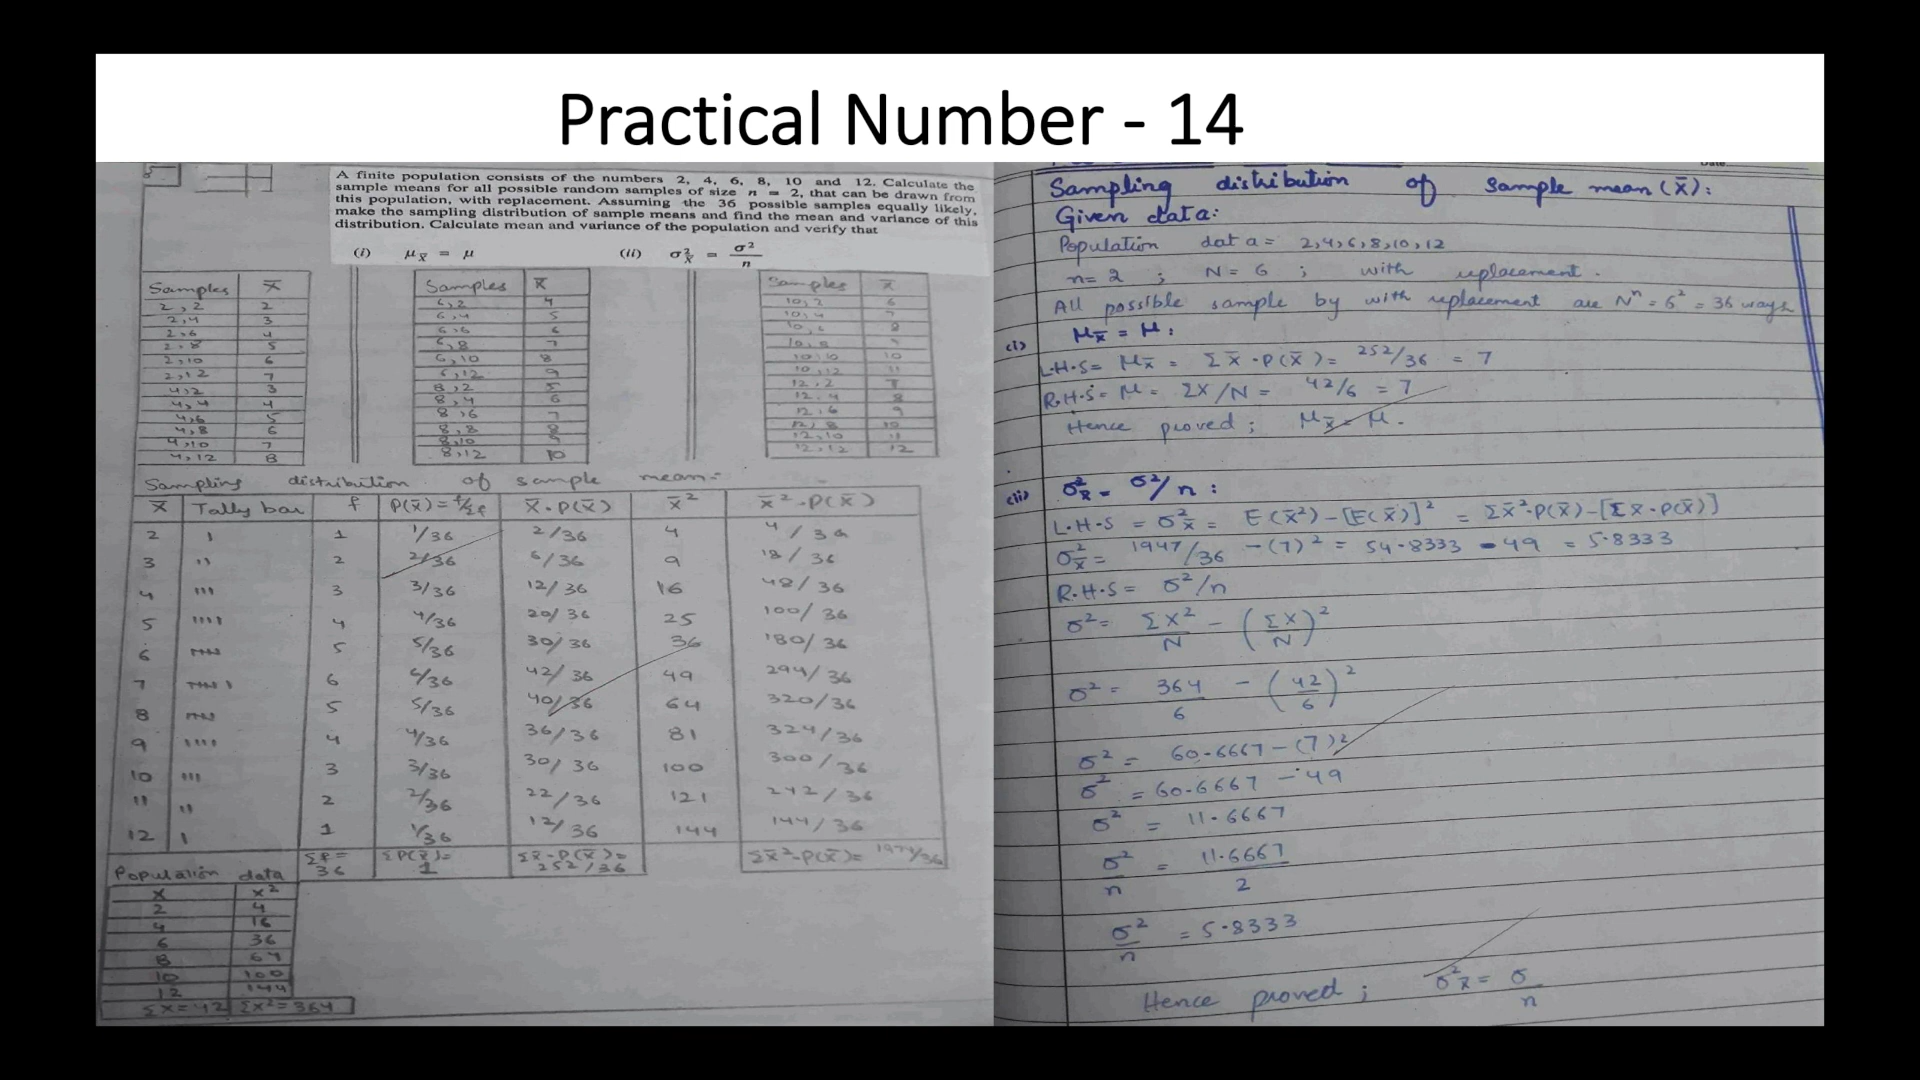 Practical Number - 14
A finite population consists of the numbers 2, 4, 6, 8, 10 and 12. Calculate the
sample means for all possible random samples of size n = 2, that can be drawn from
this population, with replacement. Assuming the 36 possible samples equally likely,
make the sampling distribution of sample means and find the mean and variance of this
distribution. Calculate mean and variance of the population and verify that
(i) μx̄ = μ (ii) σ²x̄ = σ²/n
Samples x̄
2,2 2
2,4 3
2,6 4
2,8 5
2,10 6
2,12 7
4,2 3
4,4 4
4,6 5
4,8 6
4,10 7
4,12 8
Samples x̄
6,2 4
6,4 5
6,6 6
6,8 7
6,10 8
6,12 9
8,2 5
8,4 6
8,6 7
8,8 8
8,10 9
8,12 10
Samples x̄
10,2 6
10,4 7
10,6 8
10,8 9
10,10 10
10,12 11
12,2 7
12,4 8
12,6 9
12,8 10
12,10 11
12,12 12
Sampling distribution of sample mean:-
x̄ Tally bar f P(x̄) = f/Σf x̄.P(x̄) x̄² x̄².P(x̄)
2 1 1/36 2/36 4 4/36
3 2 2/36 6/36 9 18/36
4 3 3/36 12/36 16 48/36
5 4 4/36 20/36 25 100/36
6 5 5/36 30/36 36 180/36
7 6 6/36 42/36 49 294/36
8 5 5/36 40/36 64 320/36
9 4 4/36 36/36 81 324/36
10 3 3/36 30/36 100 300/36
11 2 2/36 22/36 121 242/36
12 1 1/36 12/36 144 144/36
Σf=36 ΣP(x̄)=1 Σx̄.P(x̄)=252/36 Σx̄².P(x̄)= 1974/36
Population data
X X²
2 4
4 16
6 36
8 64
10 100
12 144
ΣX=42 ΣX²=364
Sampling distribution of sample mean (x̄):
Given data:
Population data = 2,4,6,8,10,12
n= 2 ; N= 6 ; with replacement.
All possible sample by with replacement are Nⁿ = 6² = 36 ways
(i) μx̄ = μ :
L.H.S= μx̄ = Σx̄.P(x̄)= 252/36 = 7
R.H.S= μ = ΣX/N = 42/6 = 7
Hence proved; μx̄ = μ.
(ii) σ²x̄ = σ²/n :
L.H.S = σ²x̄ = E(x̄²)-[E(x̄)]² = Σx̄².P(x̄)-[Σx̄.P(x̄)]
σ²x̄ = 1947/36 -(7)² = 54.8333 - 49 = 5.8333
R.H.S= σ²/n
σ²= ΣX²/N - (ΣX/N)²
σ² = 364/6 - (42/6)²
σ² = 60.6667-(7)²
σ² = 60.6667 - 49
σ² = 11.6667
σ²/n = 11.6667/2
σ²/n = 5.8333
Hence proved; σ²x̄ = σ/n